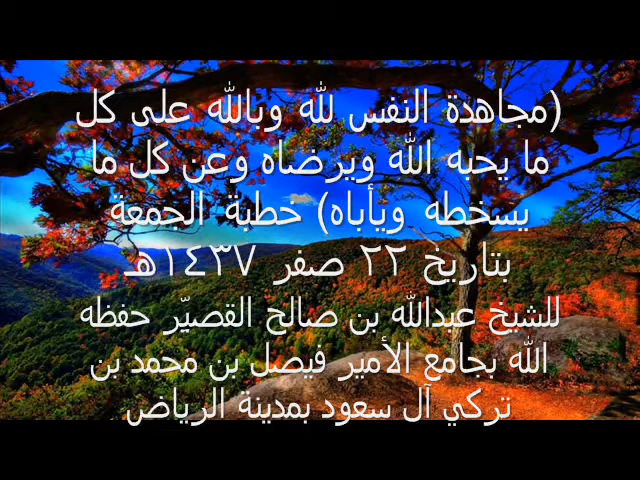 (مجاهدة النفس لله وبالله على كل
ما يحبه الله ويرضاه وعن كل ما
يسخطه ويأباه) خطبة الجمعة
بتاريخ ٢٢ صفر ١٤٣٧هـ
للشيخ عبدالله بن صالح القصيّر حفظه
الله بجامع الأمير فيصل بن محمد بن
تركي آل سعود بمدينة الرياض